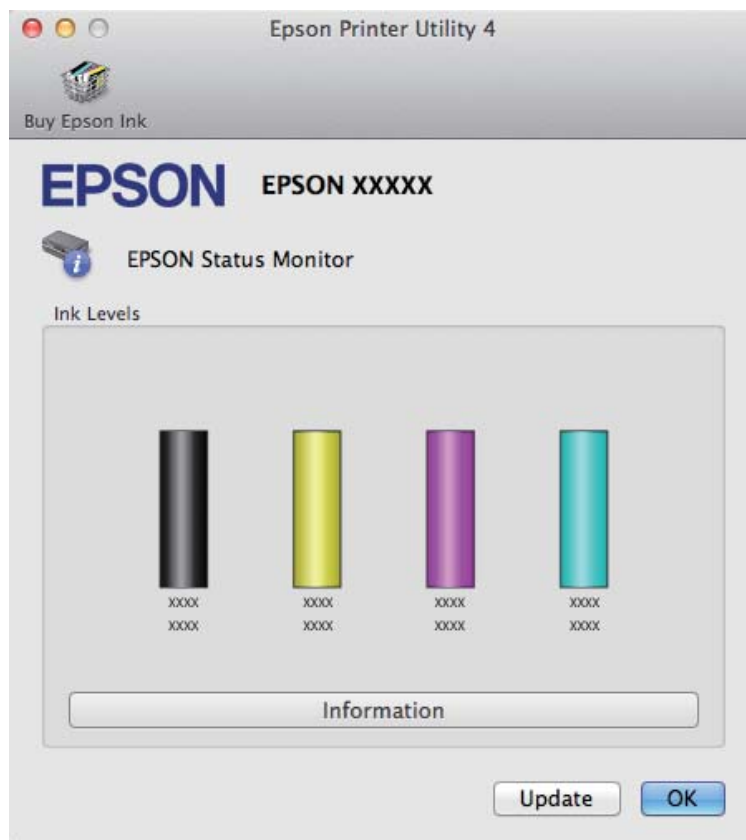 Epson Printer Utility 4
Buy Epson Ink
EPSON EPSON XXXXX
EPSON Status Monitor
Ink Levels
xxxx xxxx xxxx xxxx
xxxx xxxx xxxx xxxx
Information
Update OK